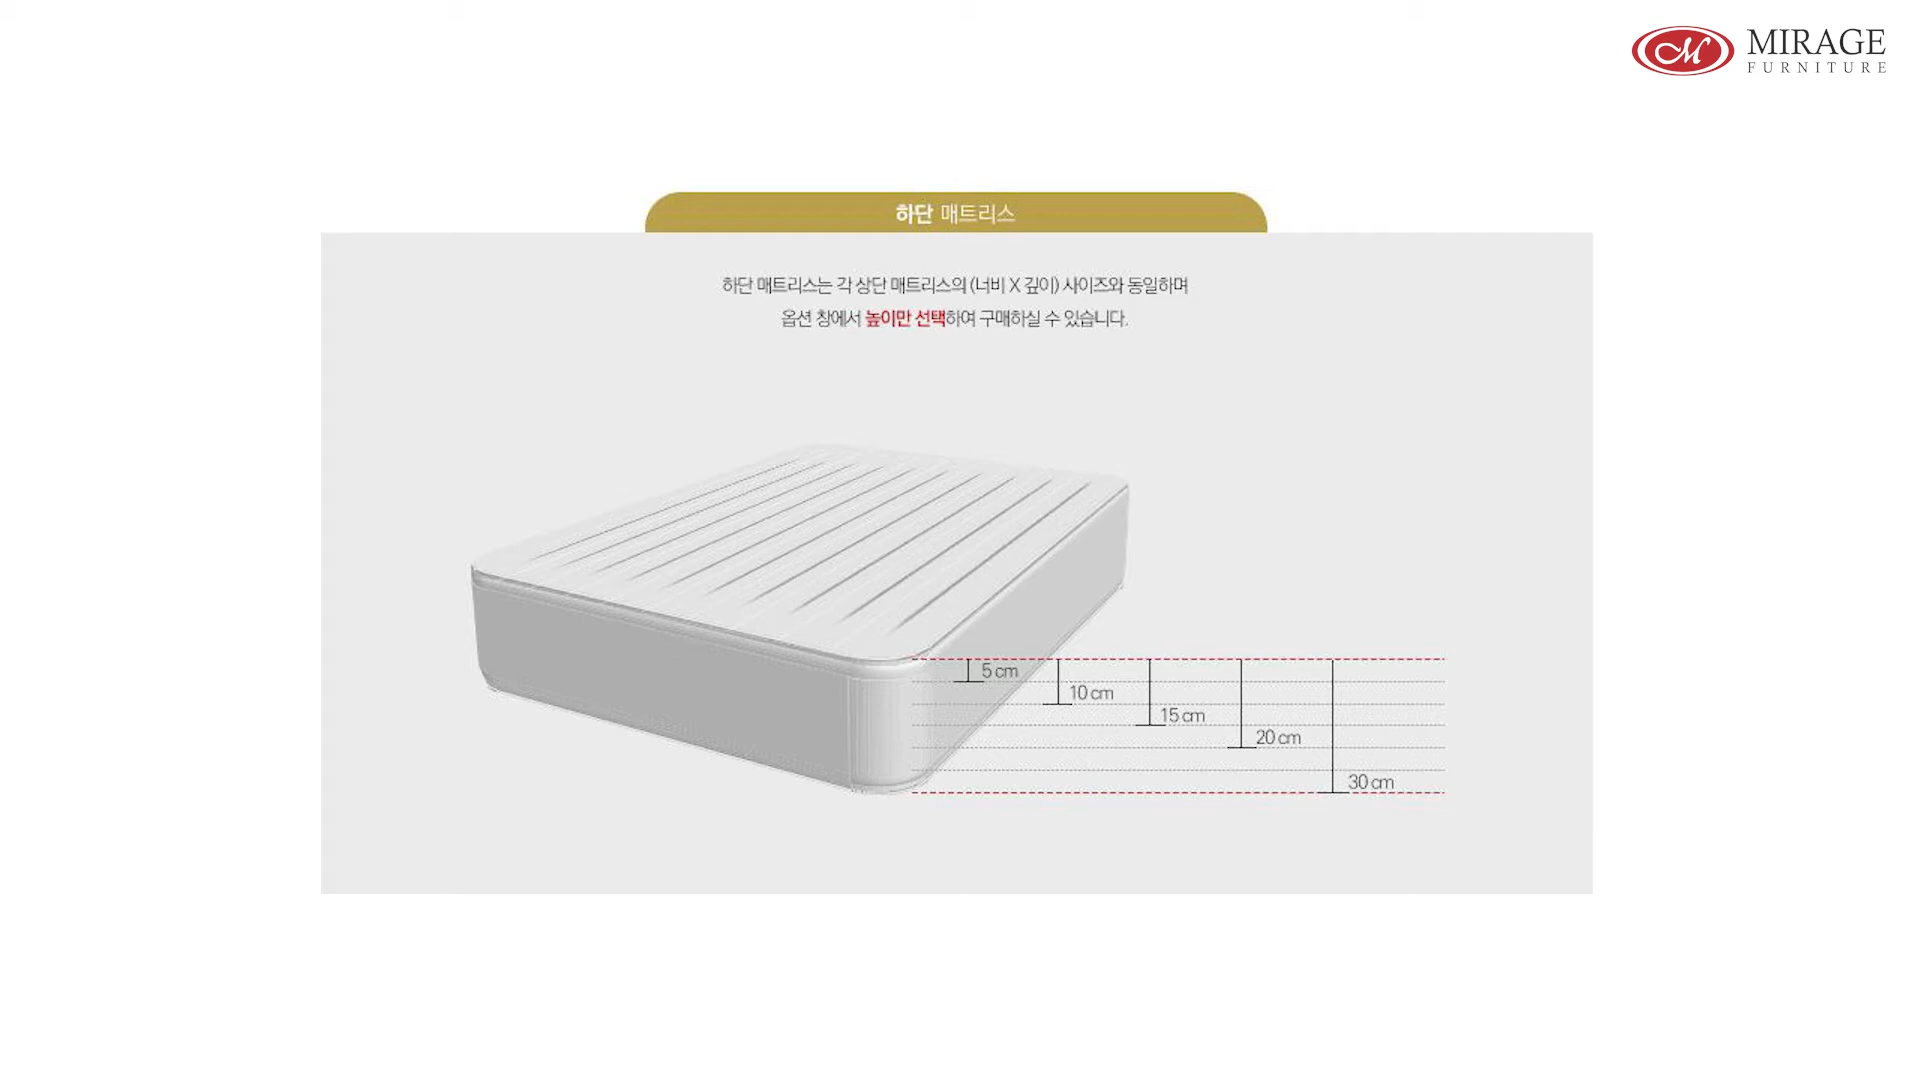 MIRAGE
FURNITURE
하단 매트리스
하단 매트리스는 각 상단 매트리스의 (너비 X 깊이) 사이즈와 동일하며
옵션 창에서 높이만 선택하여 구매하실 수 있습니다.
5 cm
10 cm
15 cm
20 cm
30 cm